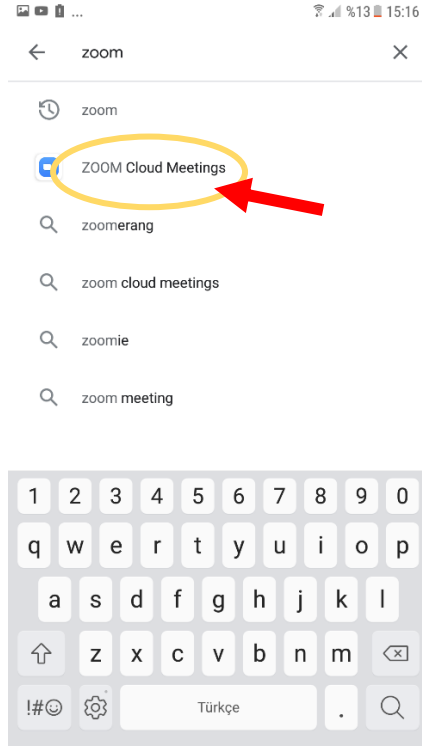 ... %13 15:16
zoom
zoom
ZOOM Cloud Meetings
zoomerang
zoom cloud meetings
zoomie
zoom meeting
1 2 3 4 5 6 7 8 9 0
q w e r t y u i o p
a s d f g h j k l
z x c v b n m
!#☺ Türkçe .